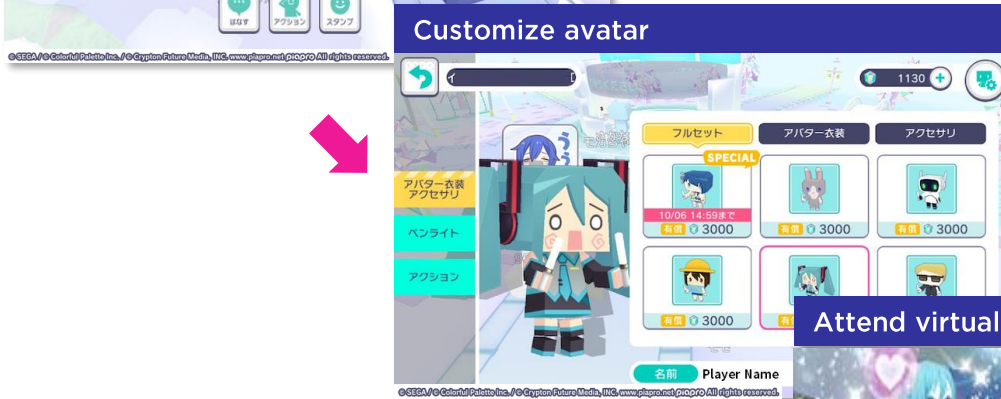 はなす
アクション
スタンプ
© SEGA / © Colorful Palette Inc. / © Crypton Future Media, INC. www.piapro.net piapro All rights reserved.
Customize avatar
1130
フルセット
アバター衣装
アクセサリ
SPECIAL
10/06 14:59まで
有償 3000
有償 3000
有償 3000
アバター衣装
アクセサリ
ペンライト
アクション
有償 3000
Attend virtual
名前
Player Name
© SEGA / © Colorful Palette Inc. / © Crypton Future Media, INC. www.piapro.net piapro All rights reserved.